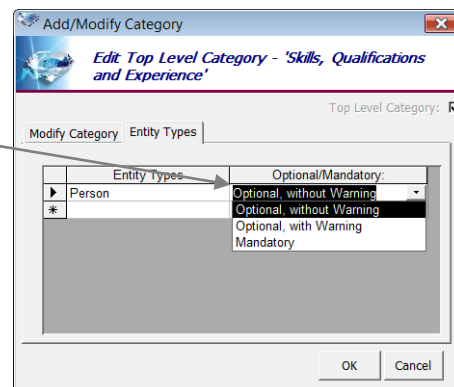 Add/Modify Category
Edit Top Level Category - 'Skills, Qualifications
and Experience'
Top Level Category:
Modify Category Entity Types
Entity Types Optional/Mandatory:
Person Optional, without Warning
Optional, without Warning
Optional, with Warning
Mandatory
OK Cancel